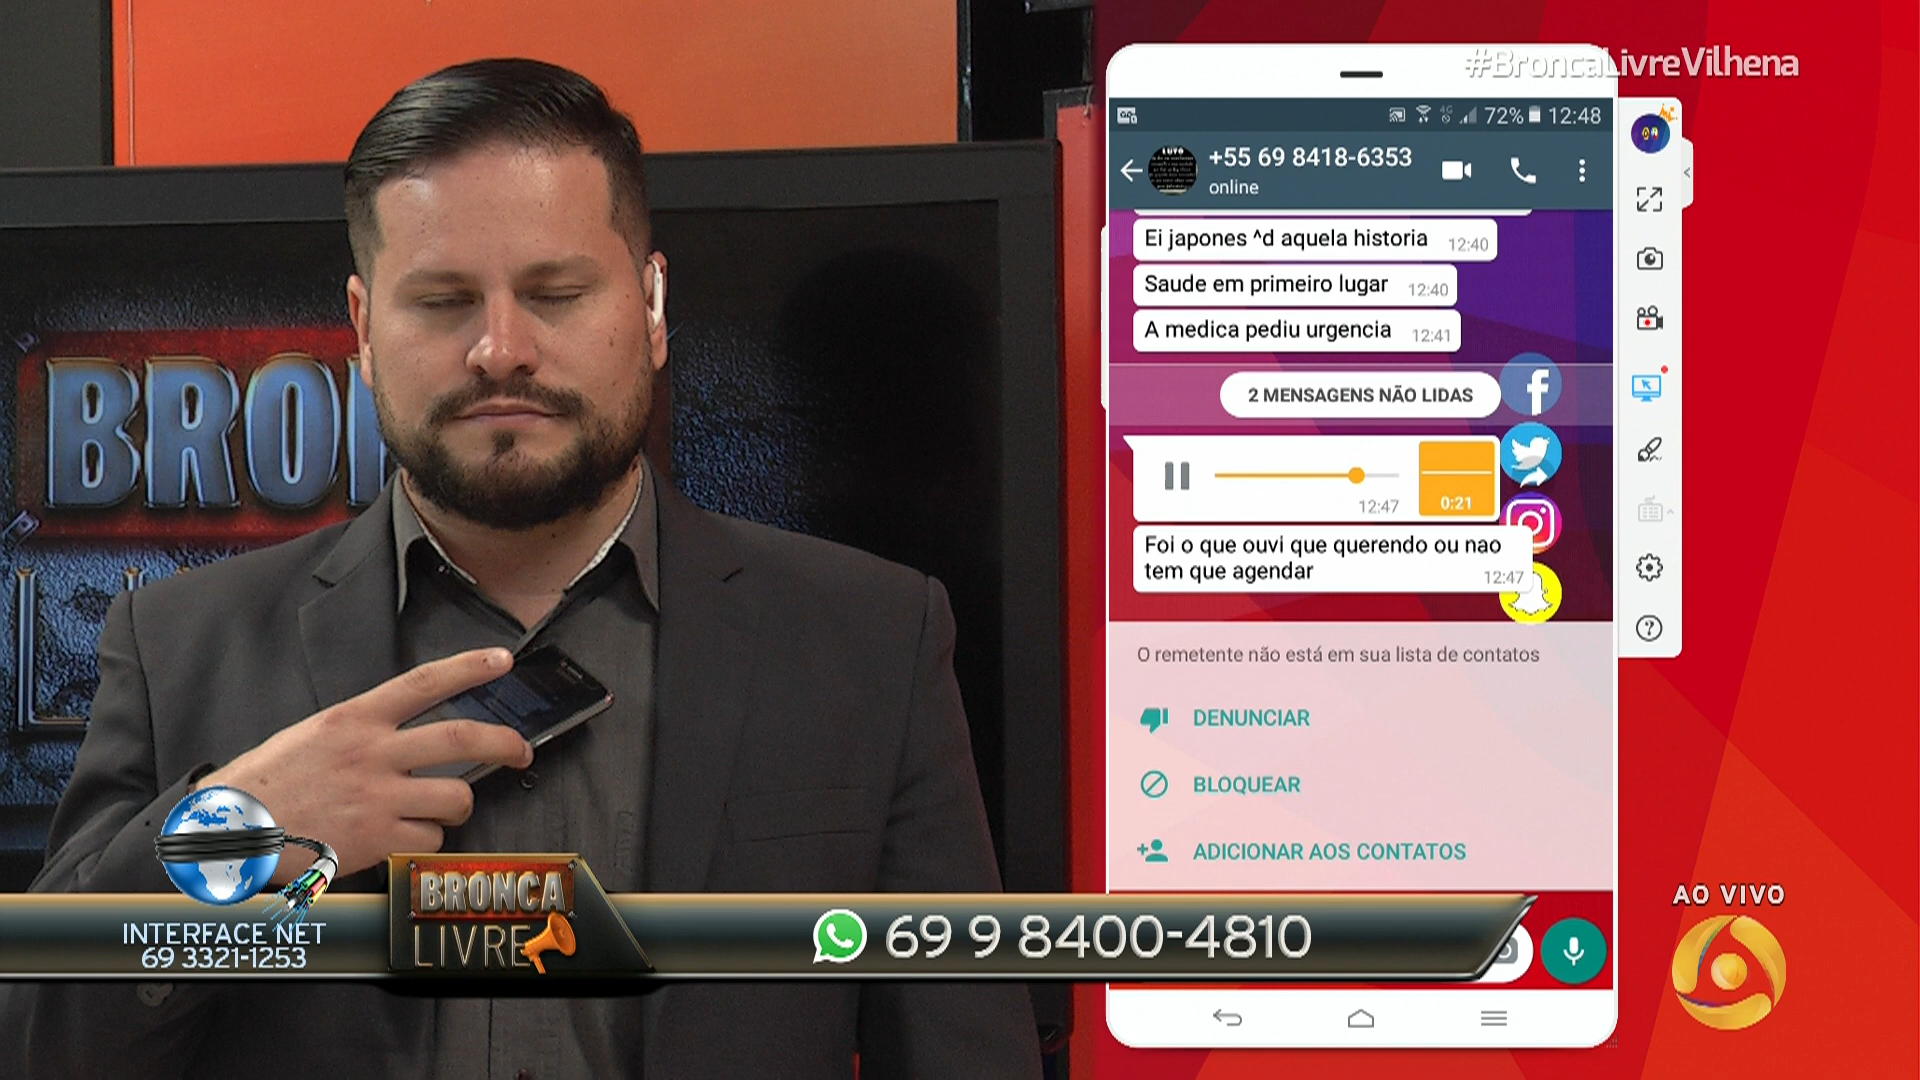 #BroncaLivreVilhena
72% 12:48
+55 69 8418-6353
online
Ei japones ^d aquela historia 12:40
Saude em primeiro lugar 12:40
A medica pediu urgencia 12:41
2 MENSAGENS NÃO LIDAS
12:47
0:21
Foi o que ouvi que querendo ou nao
tem que agendar 12:47
O remetente não está em sua lista de contatos
DENUNCIAR
BLOQUEAR
ADICIONAR AOS CONTATOS
BRON
INTERFACE NET
69 3321-1253
BRONCA
LIVRE
69 9 8400-4810
AO VIVO
LUTO